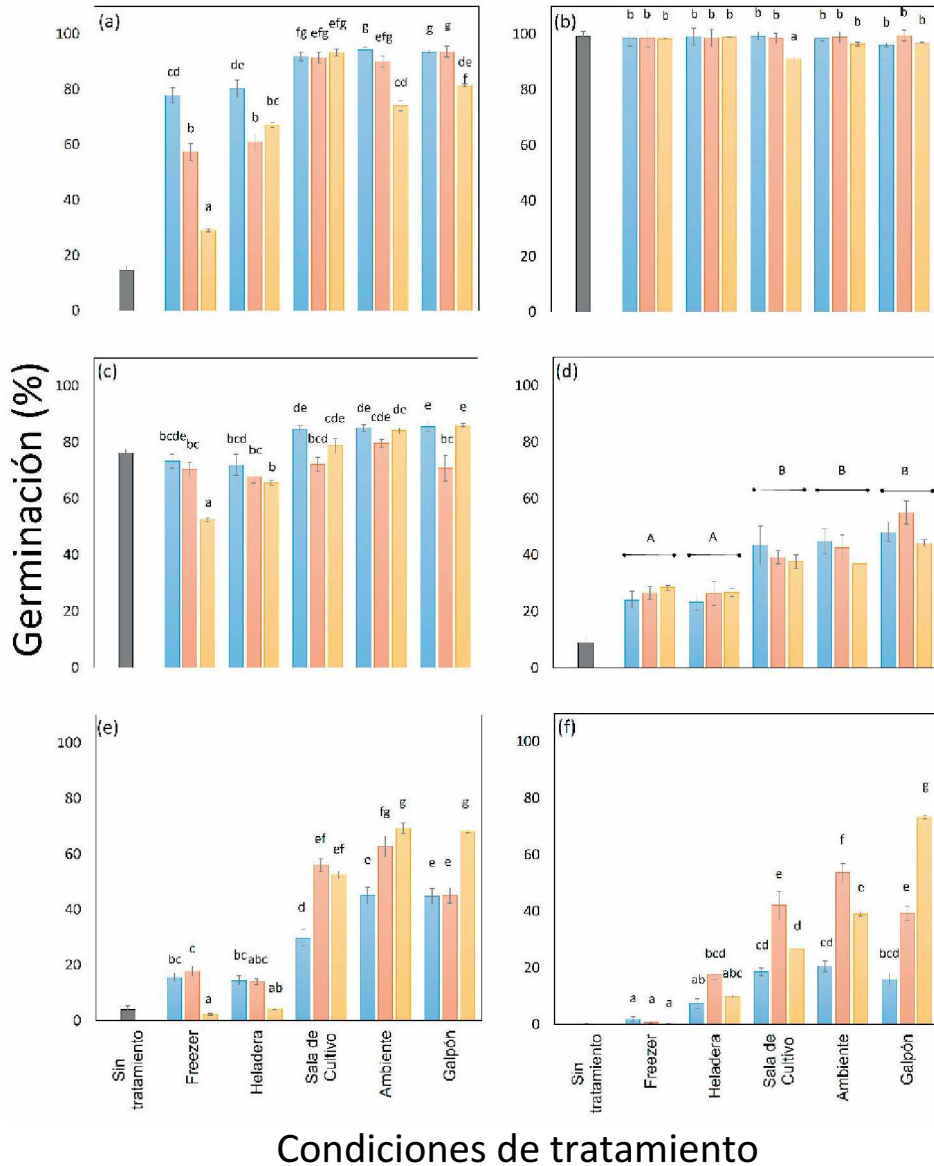 (a)
fg efg efg
g efg
g g
cd
de
cd
de
f
b
b
bc
a
100
80
60
40
20
0
(b)
b b b
b b b
b b
a
b b b
b b b
100
80
60
40
20
0
Germinación (%)
(c)
bcde bc
a
bcd bc b
de bcd cde
de cde de
e bc e
100
80
60
40
20
0
(d)
A
A
B
B
B
100
80
60
40
20
0
(e)
bc c a
bc abc ab
d ef ef
e fg g
e e g
100
80
60
40
20
0
(f)
a a a
ab bcd abc
cd e d
cd f e
bcd e g
100
80
60
40
20
0
Sin
tratamiento
Freezer
Heladera
Sala de
Cultivo
Ambiente
Galpón
Sin
tratamiento
Freezer
Heladera
Sala de
Cultivo
Ambiente
Galpón
Condiciones de tratamiento